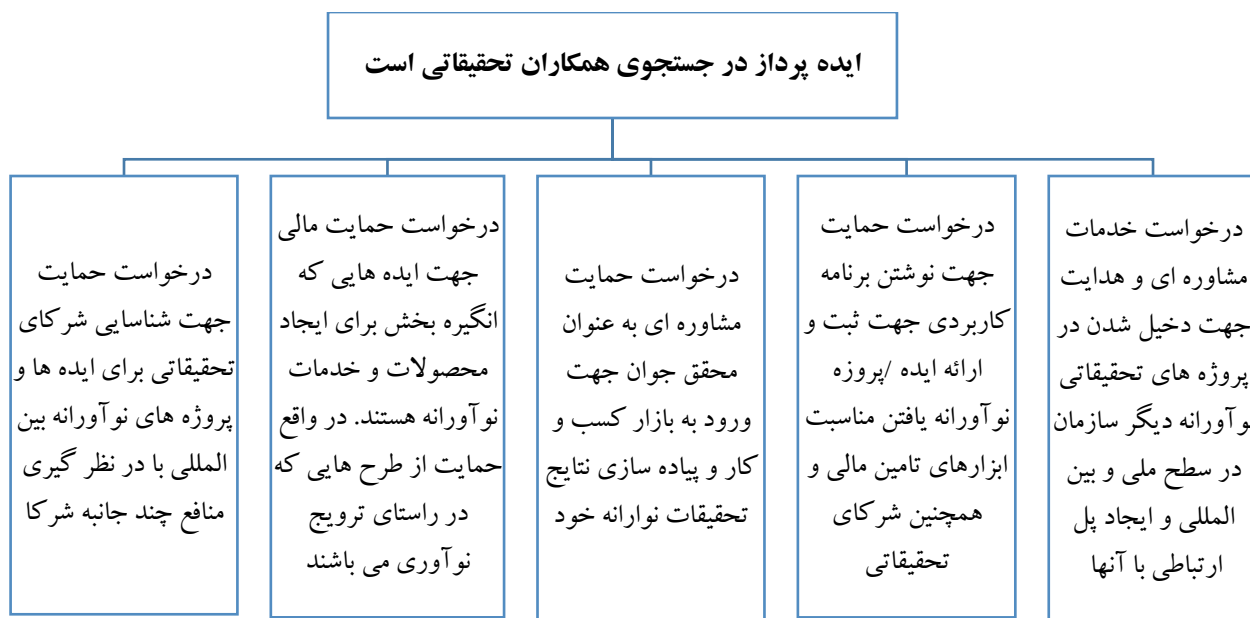 ایده پرداز در جستجوی همکاران تحقیقاتی است
درخواست خدمات
مشاوره ای و هدایت
جهت دخیل شدن در
پروژه های تحقیقاتی
نوآورانه دیگر سازمان
در سطح ملی و بین
المللی و ایجاد پل
ارتباطی با آنها
درخواست حمایت
جهت نوشتن برنامه
کاربردی جهت ثبت و
ارائه ایده /پروزه
نوآورانه یافتن مناسبت
ابزارهای تامین مالی و
همچنین شرکای
تحقیقاتی
درخواست حمایت
مشاوره ای به عنوان
محقق جوان جهت
ورود به بازار کسب و
کار و پیاده سازی نتایج
تحقیقات نوارانه خود
درخواست حمایت مالی
جهت ایده هایی که
انگیره بخش برای ایجاد
محصولات و خدمات
نوآورانه هستند. در واقع
حمایت از طرح هایی که
در راستای ترویج
نوآوری می باشند
درخواست حمایت
جهت شناسایی شرکای
تحقیقاتی برای ایده ها و
پروژه های نوآورانه بین
المللی با در نظر گیری
منافع چند جانبه شرکا